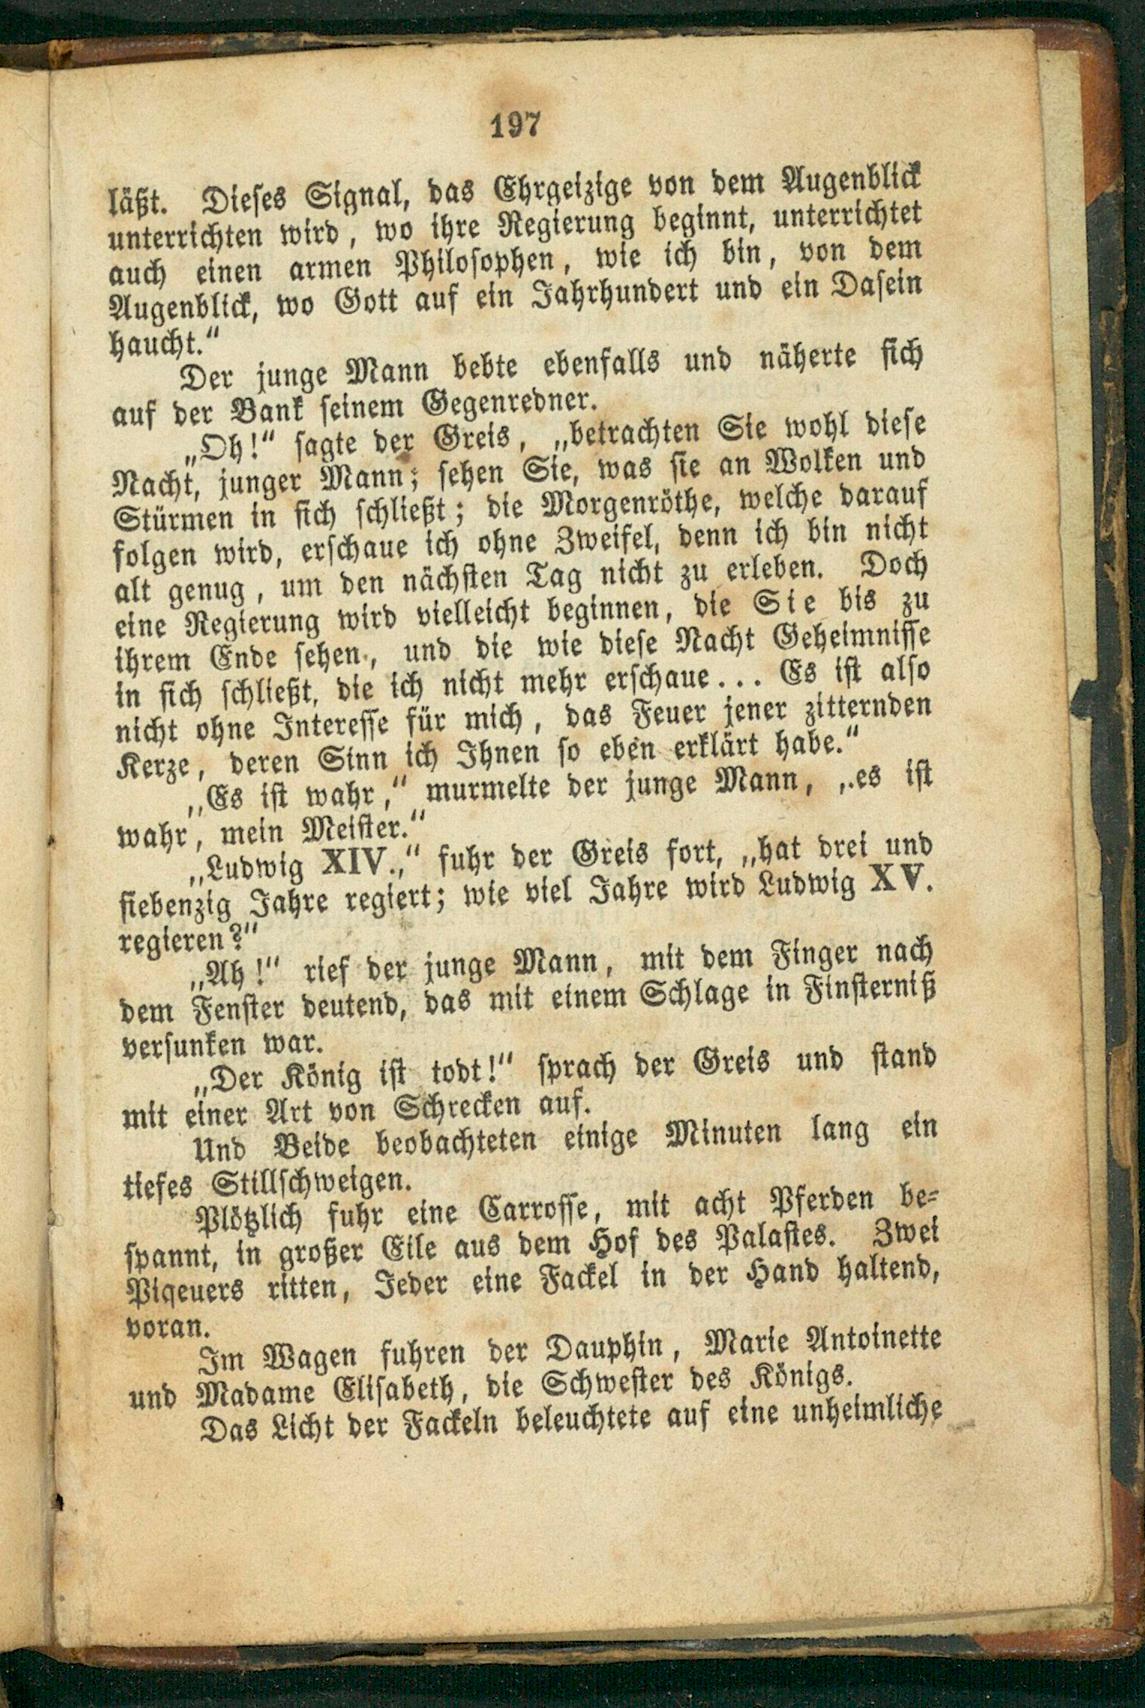 197
läßt. Dieses Signal, das Ehrgeizige von dem Augenblick
unterrichten wird, wo ihre Regierung beginnt, unterrichtet
auch einen armen Philosophen, wie ich bin, von dem
Augenblick, wo Gott auf ein Jahrhundert und ein Dasein
haucht.“
Der junge Mann bebte ebenfalls und näherte sich
auf der Bank seinem Gegenredner.
„Oh!“ sagte der Greis, „betrachten Sie wohl diese
Nacht, junger Mann; sehen Sie, was sie an Wolken und
Stürmen in sich schließt; die Morgenröthe, welche darauf
folgen wird, erschaue ich ohne Zweifel, denn ich bin nicht
alt genug, um den nächsten Tag nicht zu erleben. Doch
eine Regierung wird vielleicht beginnen, die Sie bis zu
ihrem Ende sehen, und die wie diese Nacht Geheimnisse
in sich schließt, die ich nicht mehr erschaue... Es ist also
nicht ohne Interesse für mich, das Feuer jener zitternden
Kerze, deren Sinn ich Ihnen so eben erklärt habe.“
„Es ist wahr,“ murmelte der junge Mann, „es ist
wahr, mein Meister.“
„Ludwig XIV.,“ fuhr der Greis fort, „hat drei und
siebenzig Jahre regiert; wie viel Jahre wird Ludwig XV.
regieren?“
„Ah!“ rief der junge Mann, mit dem Finger nach
dem Fenster deutend, das mit einem Schlage in Finsterniß
versunken war.
„Der König ist todt!“ sprach der Greis und stand
mit einer Art von Schrecken auf.
Und Beide beobachteten einige Minuten lang ein
tiefes Stillschweigen.
Plötzlich fuhr eine Carrosse, mit acht Pferden be-
spannt, in großer Eile aus dem Hof des Palastes. Zwei
Piqeuers ritten, Jeder eine Fackel in der Hand haltend,
voran.
Im Wagen fuhren der Dauphin, Marie Antoinette
und Madame Elisabeth, die Schwester des Königs.
Das Licht der Fackeln beleuchtete auf eine unheimliche